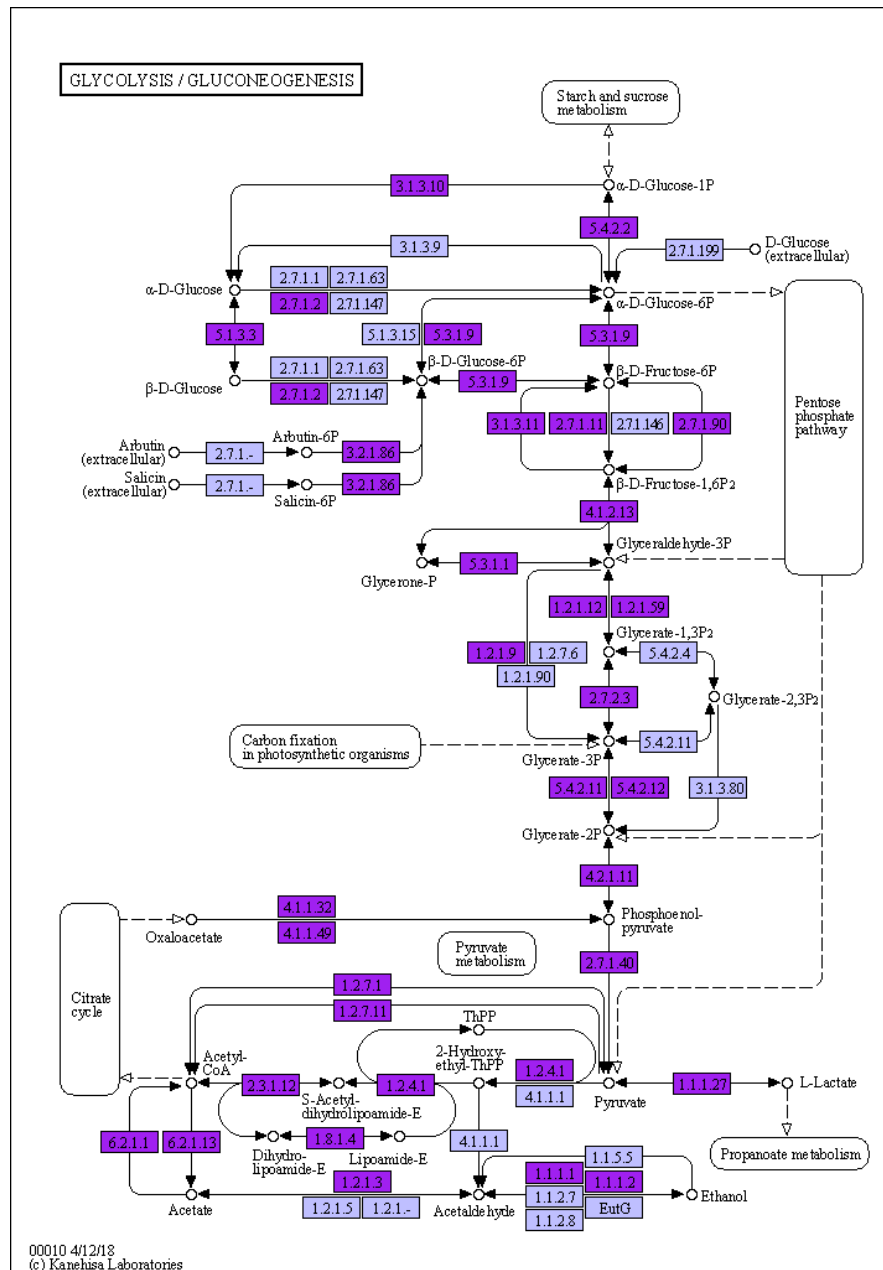 GLYCOLYSIS / GLUCONEOGENESIS
Starch and sucrose
metabolism
3.1.3.10
α-D-Glucose-1P
5.4.2.2
3.1.3.9
2.7.1.199
D-Glucose
(extracellular)
2.7.1.1
2.7.1.63
α-D-Glucose
2.7.1.2
2.7.1.147
α-D-Glucose-6P
5.1.3.3
5.1.3.15
5.3.1.9
5.3.1.9
β-D-Glucose-6P
β-D-Fructose-6P
2.7.1.1
2.7.1.63
β-D-Glucose
2.7.1.2
2.7.1.147
5.3.1.9
Pentose
phosphate
pathway
3.1.3.11
2.7.1.11
2.7.1.146
2.7.1.90
Arbutin
(extracellular)
2.7.1.-
Arbutin-6P
3.2.1.86
Salicin
(extracellular)
2.7.1.-
Salicin-6P
3.2.1.86
β-D-Fructose-1,6P2
4.1.2.13
Glyceraldehyde-3P
Glycerone-P
5.3.1.1
1.2.1.12
1.2.1.59
Glycerate-1,3P2
1.2.1.9
1.2.7.6
5.4.2.4
1.2.1.90
2.7.2.3
Glycerate-2,3P2
Carbon fixation
in photosynthetic organisms
5.4.2.11
Glycerate-3P
5.4.2.11
5.4.2.12
3.1.3.80
Glycerate-2P
4.2.1.11
4.1.1.32
Oxaloacetate
4.1.1.49
Phosphoenol-
pyruvate
Pyruvate
metabolism
2.7.1.40
Citrate
cycle
1.2.7.1
1.2.7.11
ThPP
Acetyl-
CoA
2-Hydroxy-
ethyl-ThPP
2.3.1.12
S-Acetyl-
dihydrolipoamide-E
1.2.4.1
1.2.4.1
4.1.1.1
Pyruvate
1.1.1.27
L-Lactate
6.2.1.1
6.2.1.13
Dihydro-
lipoamide-E
1.8.1.4
Lipoamide-E
4.1.1.1
1.1.5.5
Propanoate metabolism
1.2.1.3
1.1.1.1
1.1.1.2
Acetate
1.2.1.5
1.2.1.-
Acetaldehyde
1.1.2.7
EutG
1.1.2.8
Ethanol
00010 4/12/18
(c) Kanehisa Laboratories